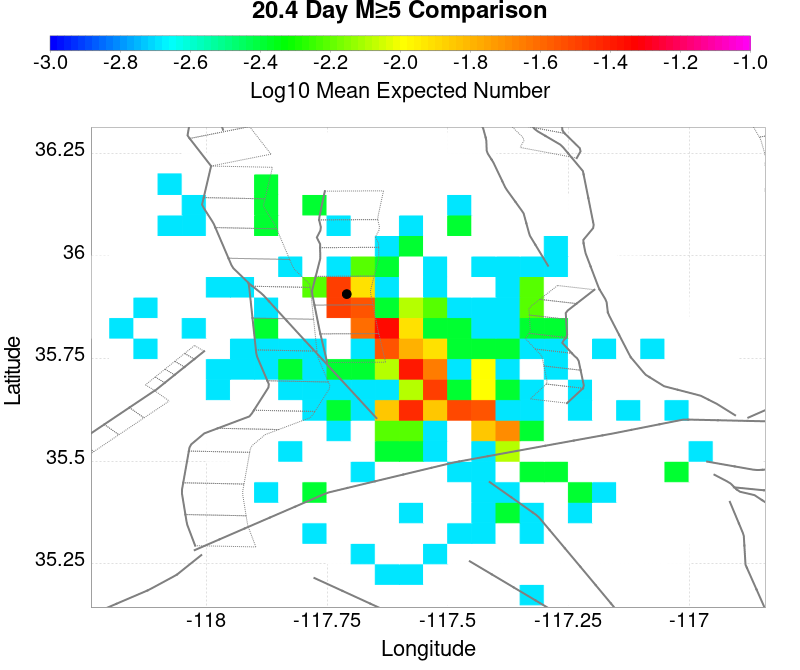 20.4 Day M≥5 Comparison
-3.0 -2.8 -2.6 -2.4 -2.2 -2.0 -1.8 -1.6 -1.4 -1.2 -1.0
Log10 Mean Expected Number
36.25
36
35.75
35.5
35.25
Latitude
-118 -117.75 -117.5 -117.25 -117
Longitude